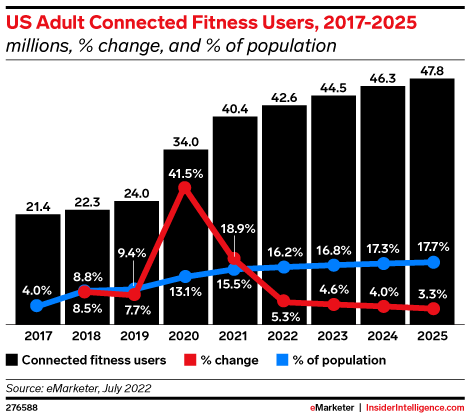 US Adult Connected Fitness Users, 2017-2025
millions, % change, and % of population
21.4 22.3 24.0 34.0 40.4 42.6 44.5 46.3 47.8
41.5% 18.9%
4.0% 8.8% 9.4% 13.1% 15.5% 16.2% 16.8% 17.3% 17.7%
8.5% 7.7% 5.3% 4.6% 4.0% 3.3%
2017 2018 2019 2020 2021 2022 2023 2024 2025
Connected fitness users % change % of population
Source: eMarketer, July 2022
276588 eMarketer | InsiderIntelligence.com